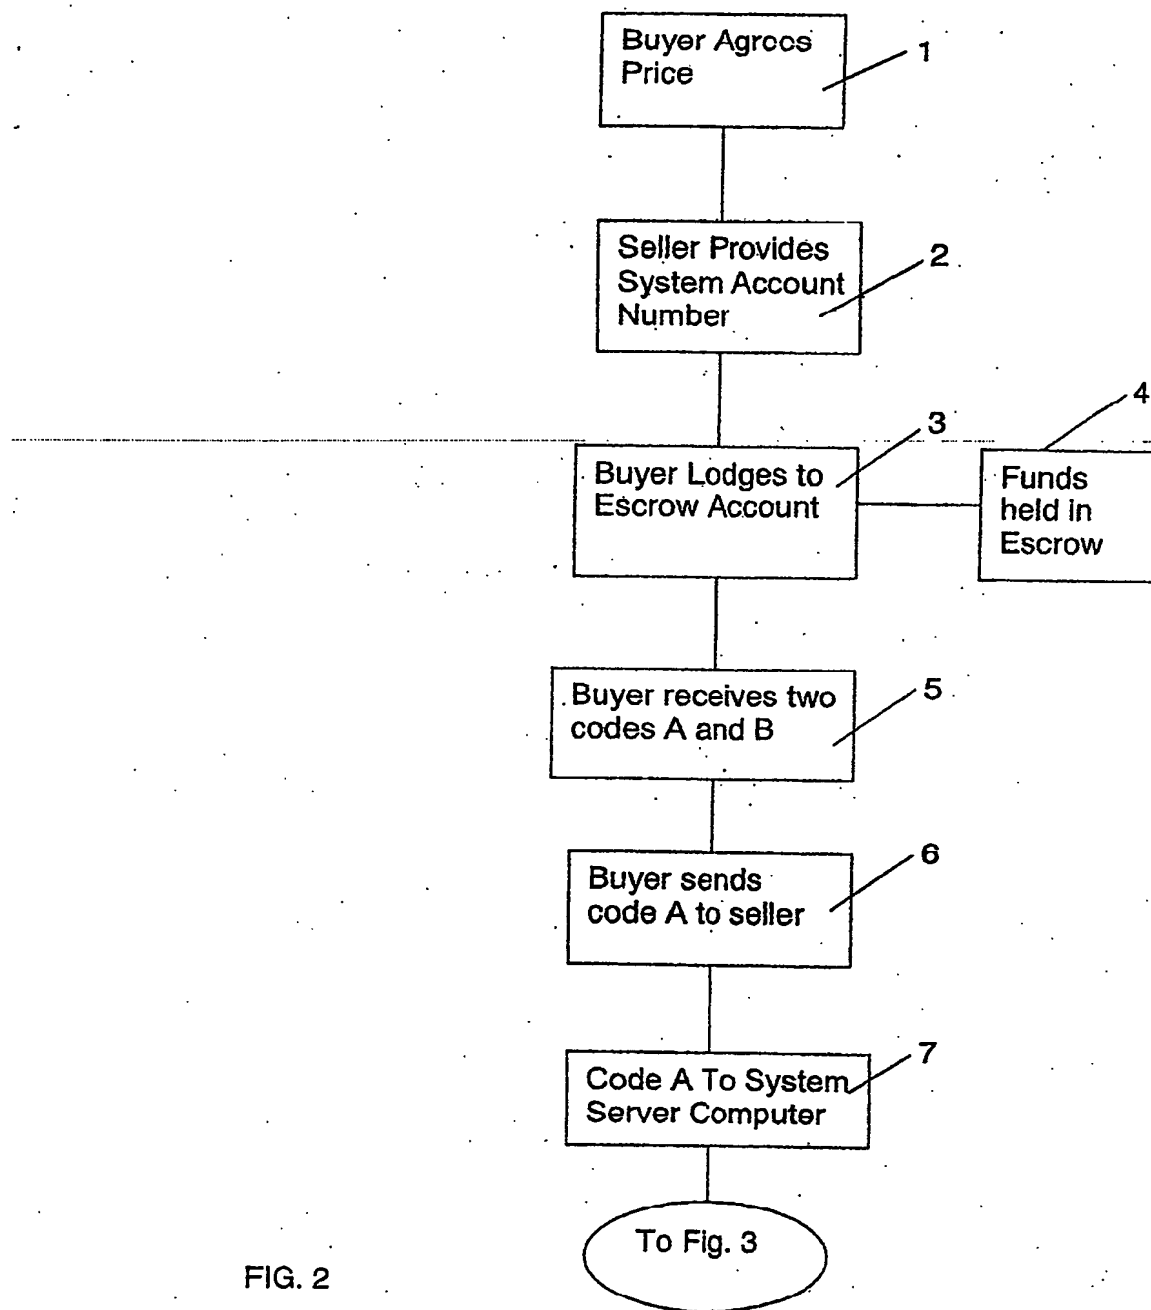 Buyer Agrees
Price
1
Seller Provides
System Account
Number
2
Buyer Lodges to
Escrow Account
3
Funds
held in
Escrow
4
Buyer receives two
codes A and B
5
Buyer sends
code A to seller
6
Code A To System
Server Computer
7
To Fig. 3
FIG. 2